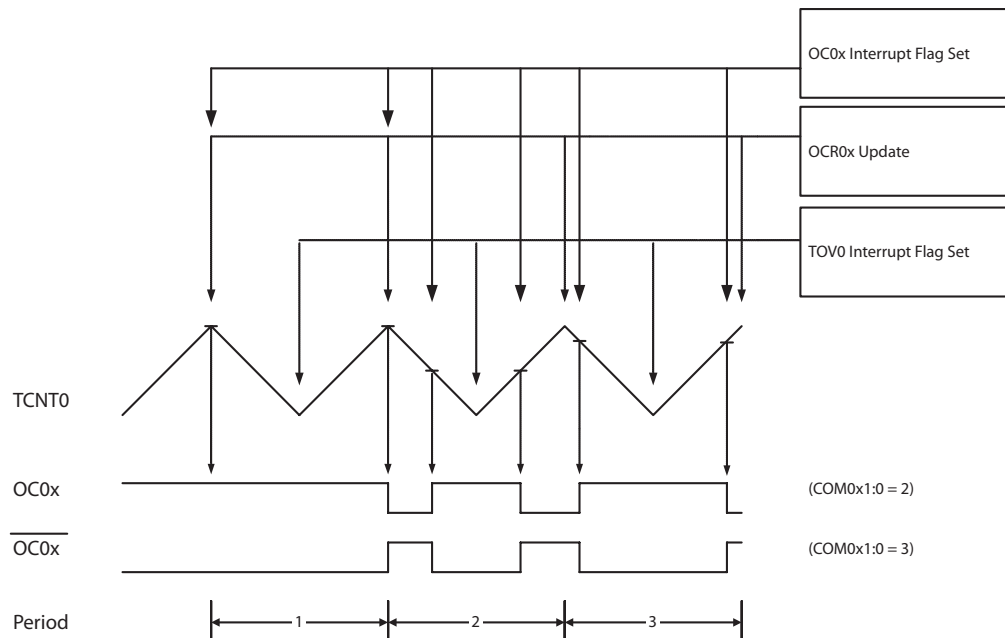 OC0x Interrupt Flag Set
OCR0x Update
TOV0 Interrupt Flag Set
TCNT0
OC0x (COM0x1:0 = 2)
OC0x (COM0x1:0 = 3)
Period 1 2 3